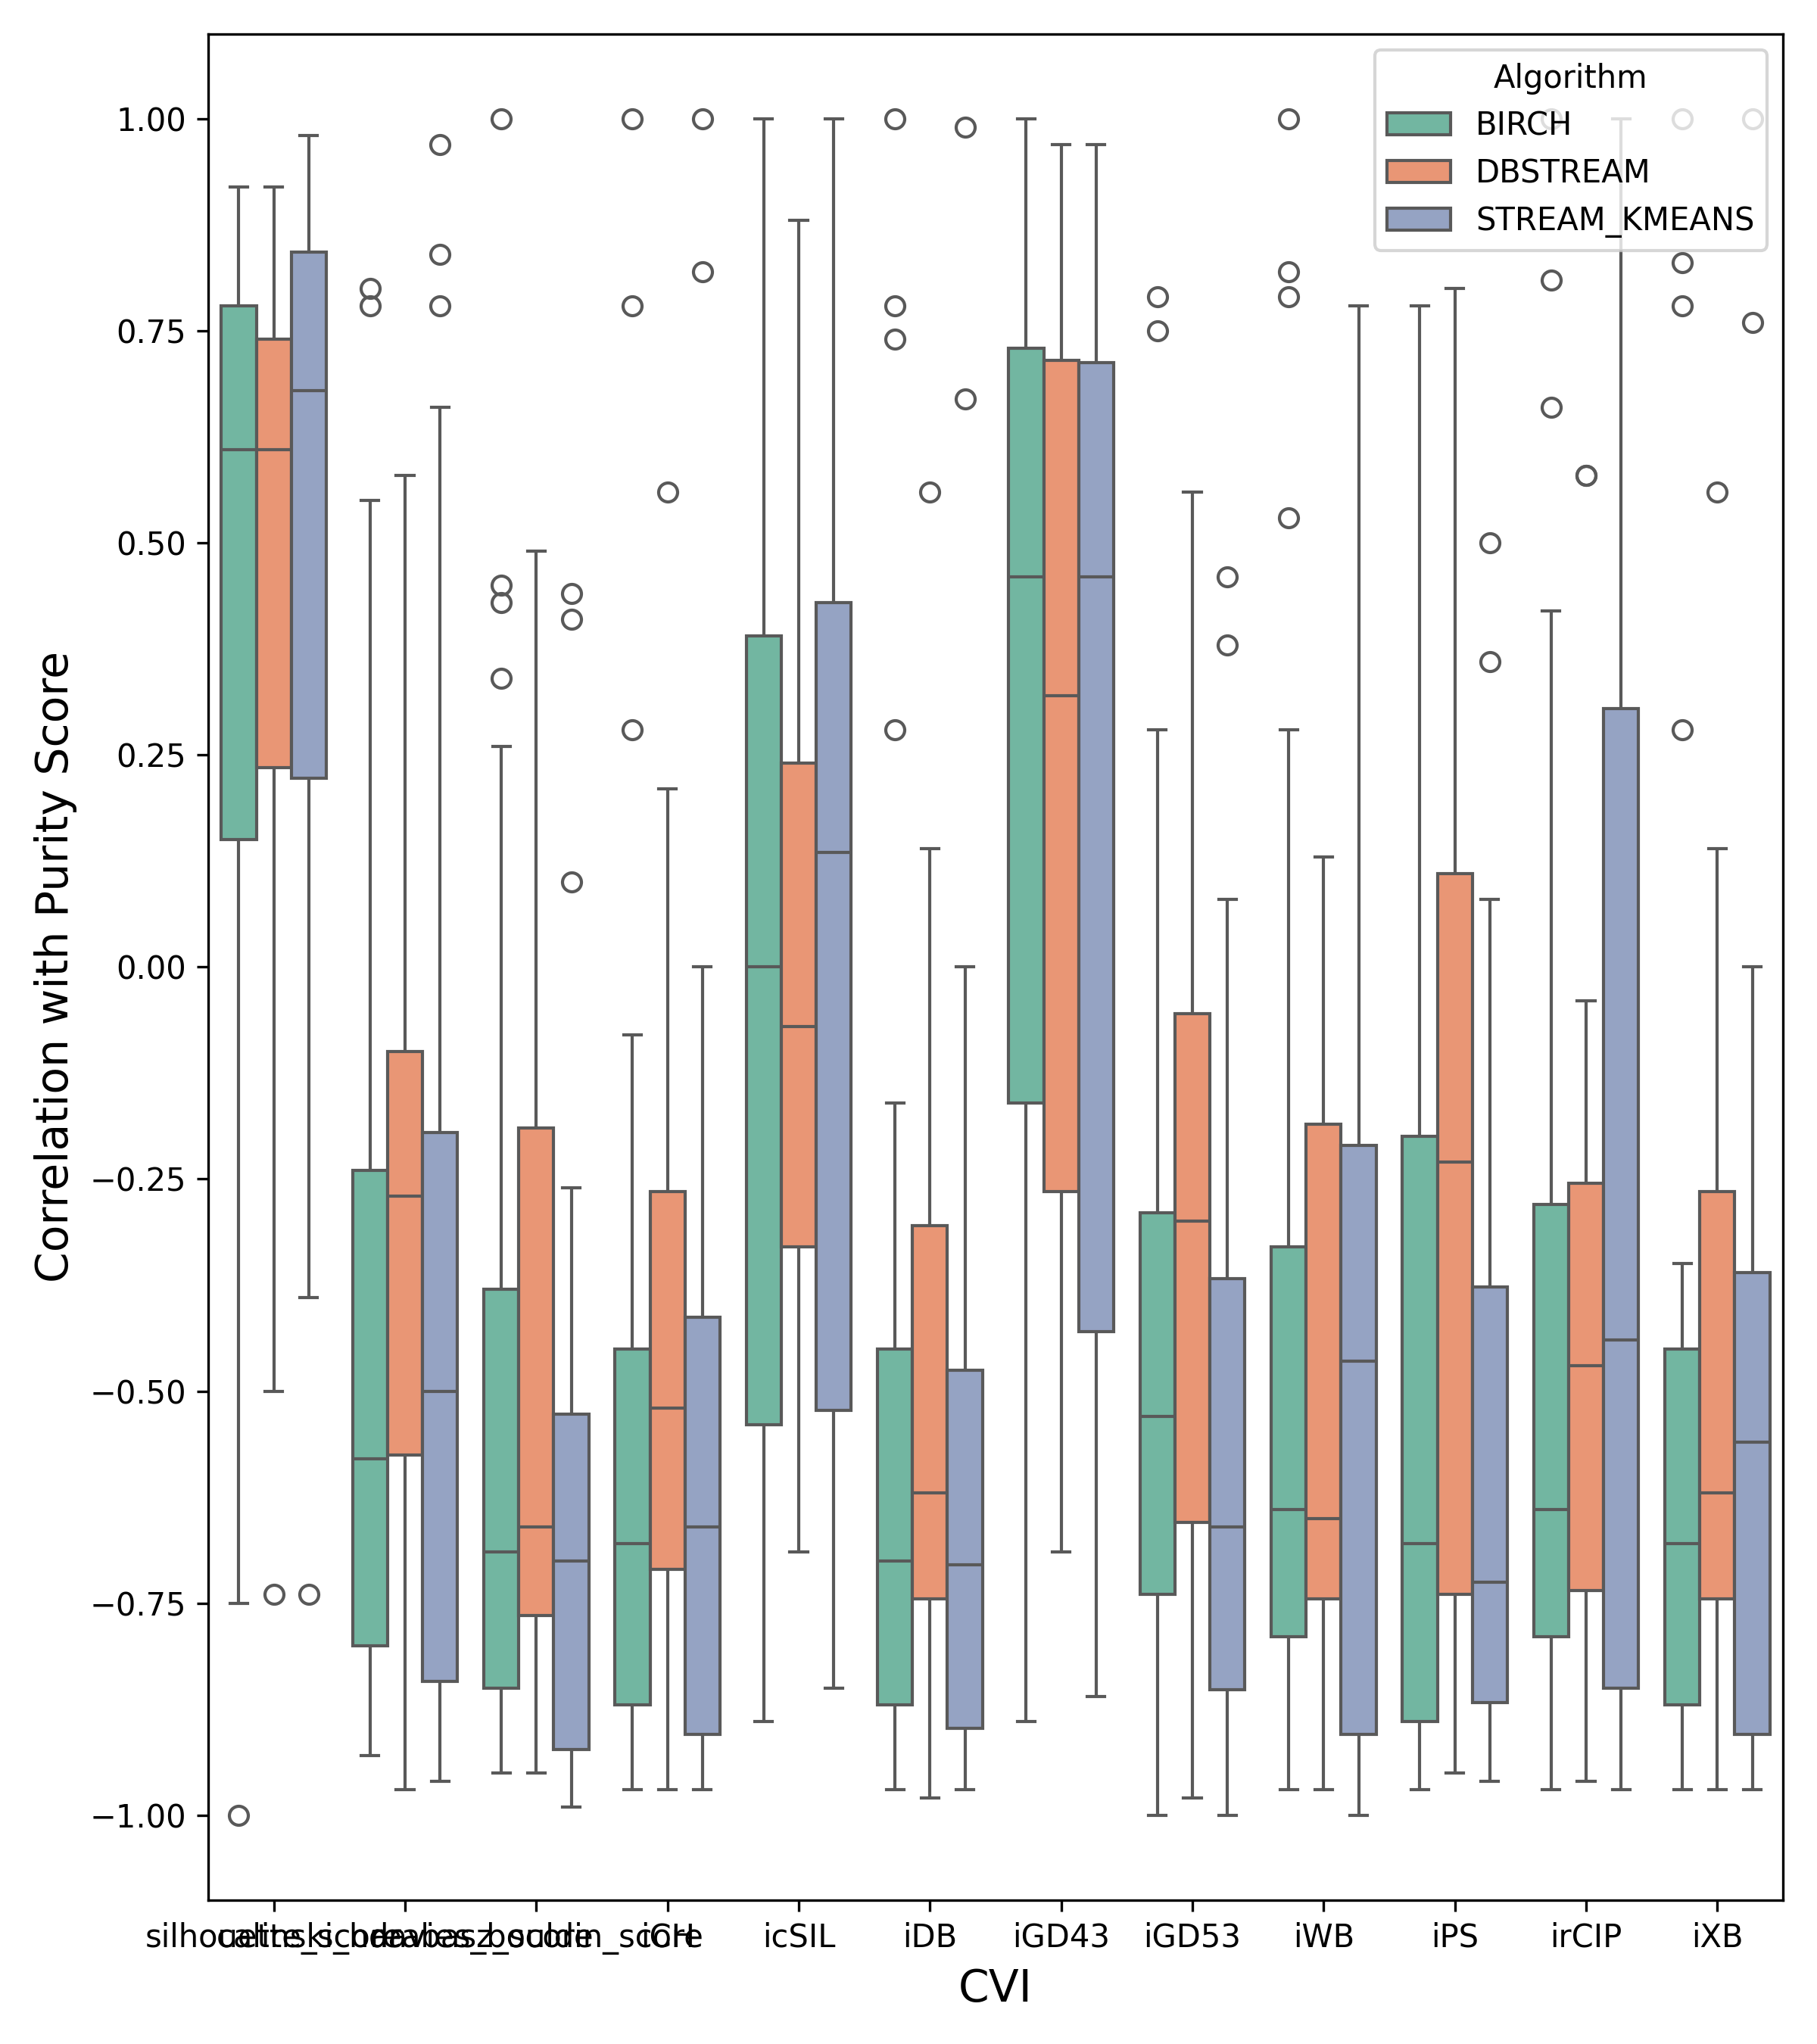 Algorithm
BIRCH
DBSTREAM
STREAM_KMEANS
1.00
0.75
0.50
0.25
0.00
−0.25
−0.50
−0.75
−1.00
Correlation with Purity Score
iCH icSIL iDB iGD43 iGD53 iWB iPS irCIP iXB
CVI